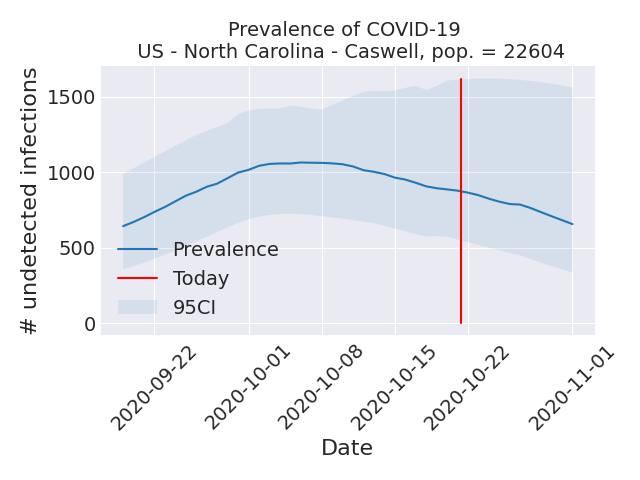 Prevalence of COVID-19
US - North Carolina - Caswell, pop. = 22604
# undetected infections
1500
1000
500
0
Prevalence
Today
95CI
2020-09-22
2020-10-01
2020-10-08
2020-10-15
2020-10-22
2020-11-01
Date